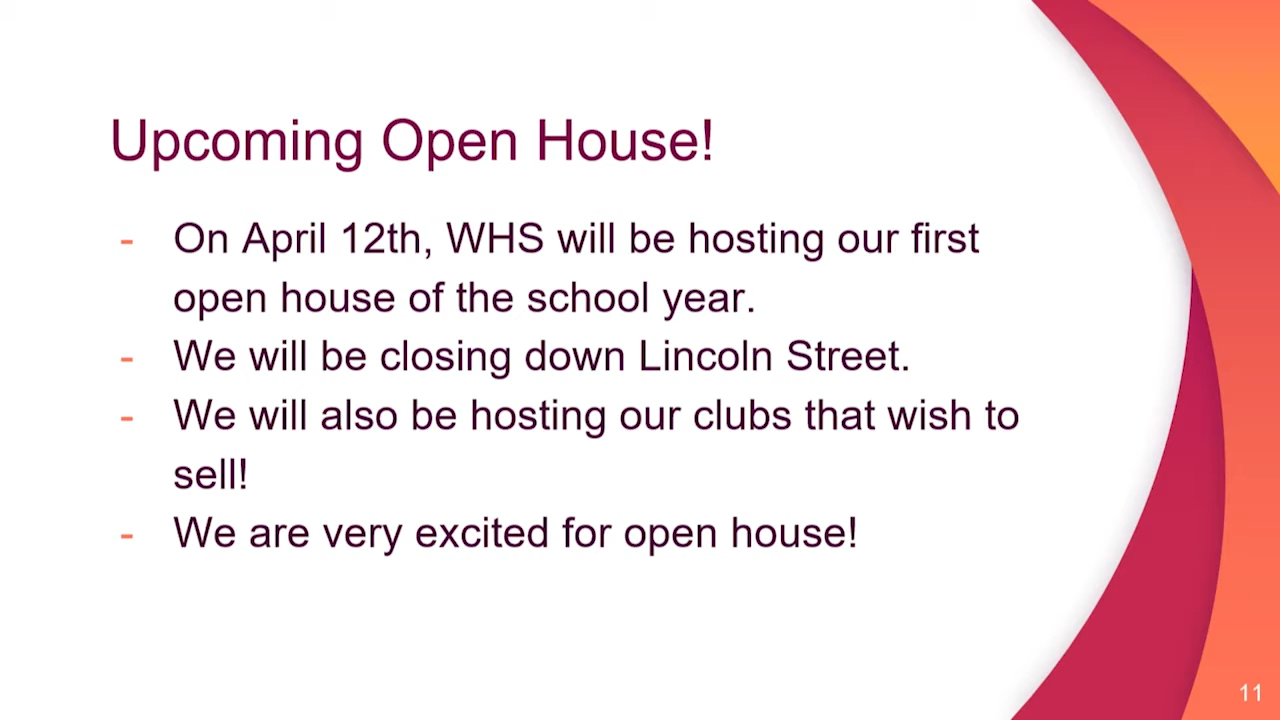 Upcoming Open House!
- On April 12th, WHS will be hosting our first
open house of the school year.
- We will be closing down Lincoln Street.
- We will also be hosting our clubs that wish to
sell!
- We are very excited for open house!
11